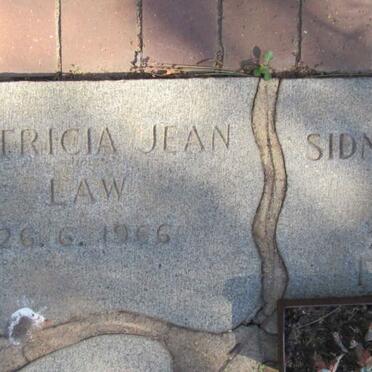 TRICIA JEAN
LAW
26.6.1966
SIDN